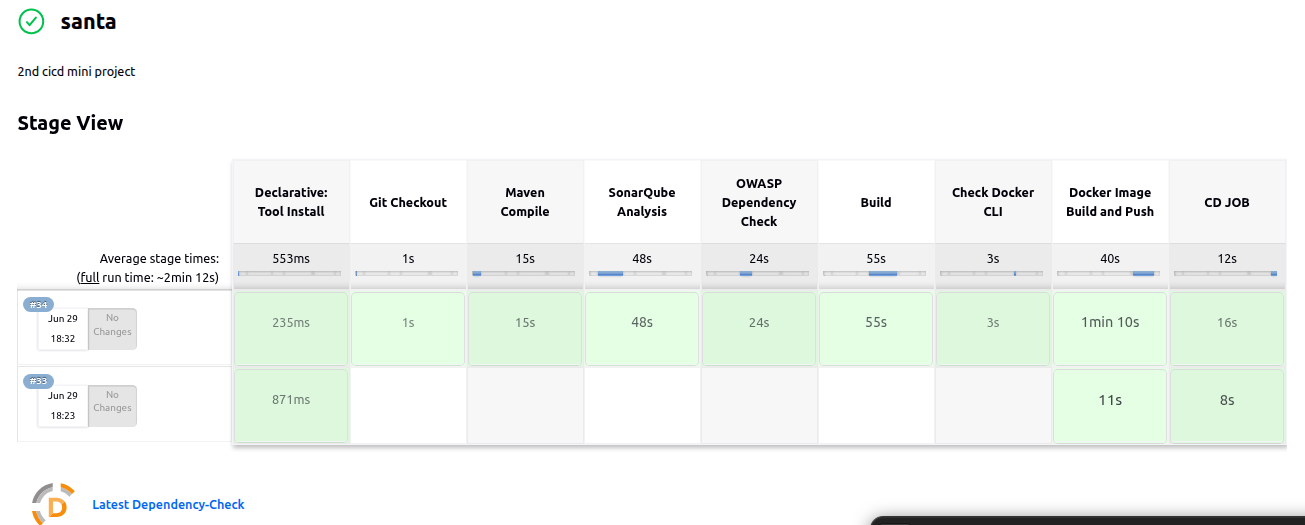 santa
2nd cicd mini project
Stage View
Declarative:
Tool Install
Git Checkout
Maven
Compile
SonarQube
Analysis
OWASP
Dependency
Check
Build
Check Docker
CLI
Docker Image
Build and Push
CD JOB
Average stage times:
(full run time: ~2min 12s)
553ms
1s
15s
48s
24s
55s
3s
40s
12s
#34
Jun 29
18:32
No
Changes
235ms
1s
15s
48s
24s
55s
3s
1min 10s
16s
#33
Jun 29
18:23
No
Changes
871ms
11s
8s
D
Latest Dependency-Check